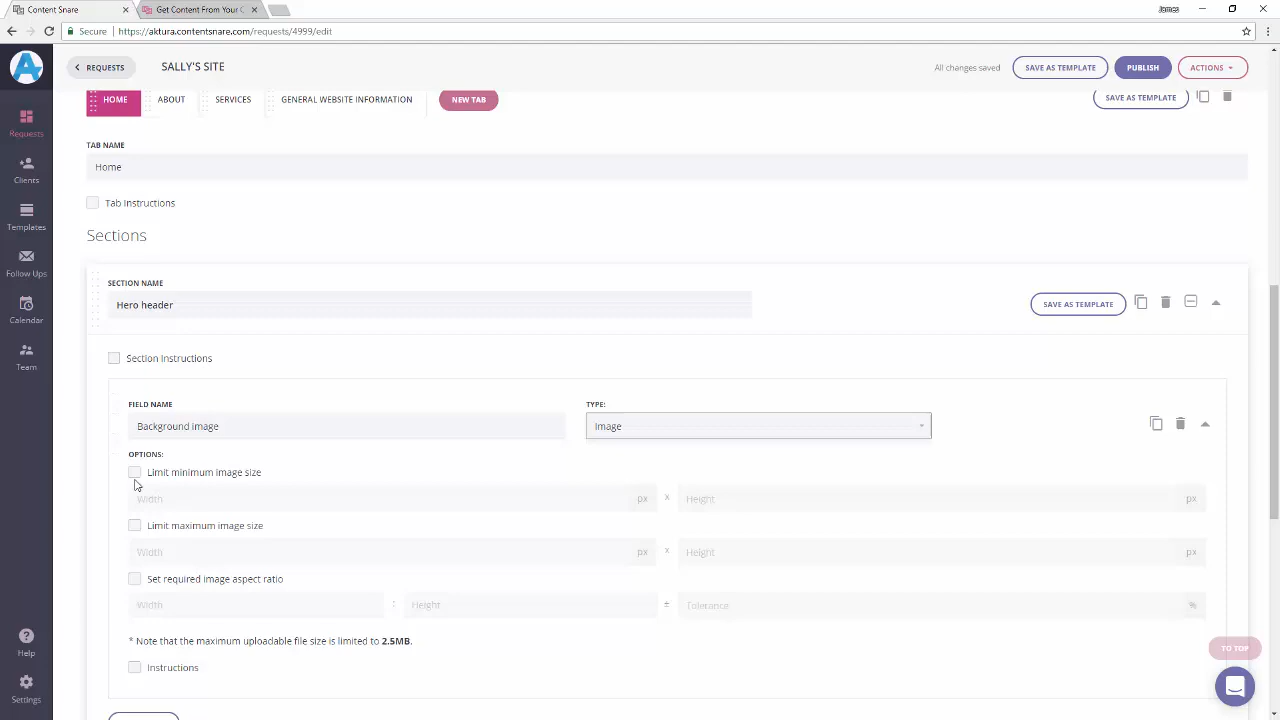 Content Snare
Get Content From Your C
James
Secure
https://aktura.contentsnare.com/requests/4999/edit
REQUESTS
SALLY'S SITE
All changes saved
SAVE AS TEMPLATE
PUBLISH
ACTIONS
HOME
ABOUT
SERVICES
GENERAL WEBSITE INFORMATION
NEW TAB
SAVE AS TEMPLATE
Requests
Clients
Templates
Follow Ups
Calendar
Team
Help
Settings
TAB NAME
Home
Tab Instructions
Sections
SECTION NAME
Hero header
SAVE AS TEMPLATE
Section Instructions
FIELD NAME
TYPE:
Background image
Image
OPTIONS:
Limit minimum image size
Width px x Height px
Limit maximum image size
Width px x Height px
Set required image aspect ratio
Width : Height ± Tolerance %
* Note that the maximum uploadable file size is limited to 2.5MB.
Instructions
TO TOP